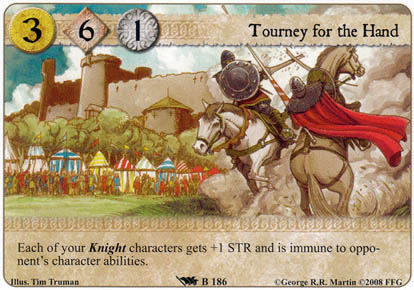 3 6 1 Tourney for the Hand
Each of your Knight characters gets +1 STR and is immune to oppo-
nent's character abilities.
Illus. Tim Truman B 186 ©George R.R. Martin ©2008 FFG